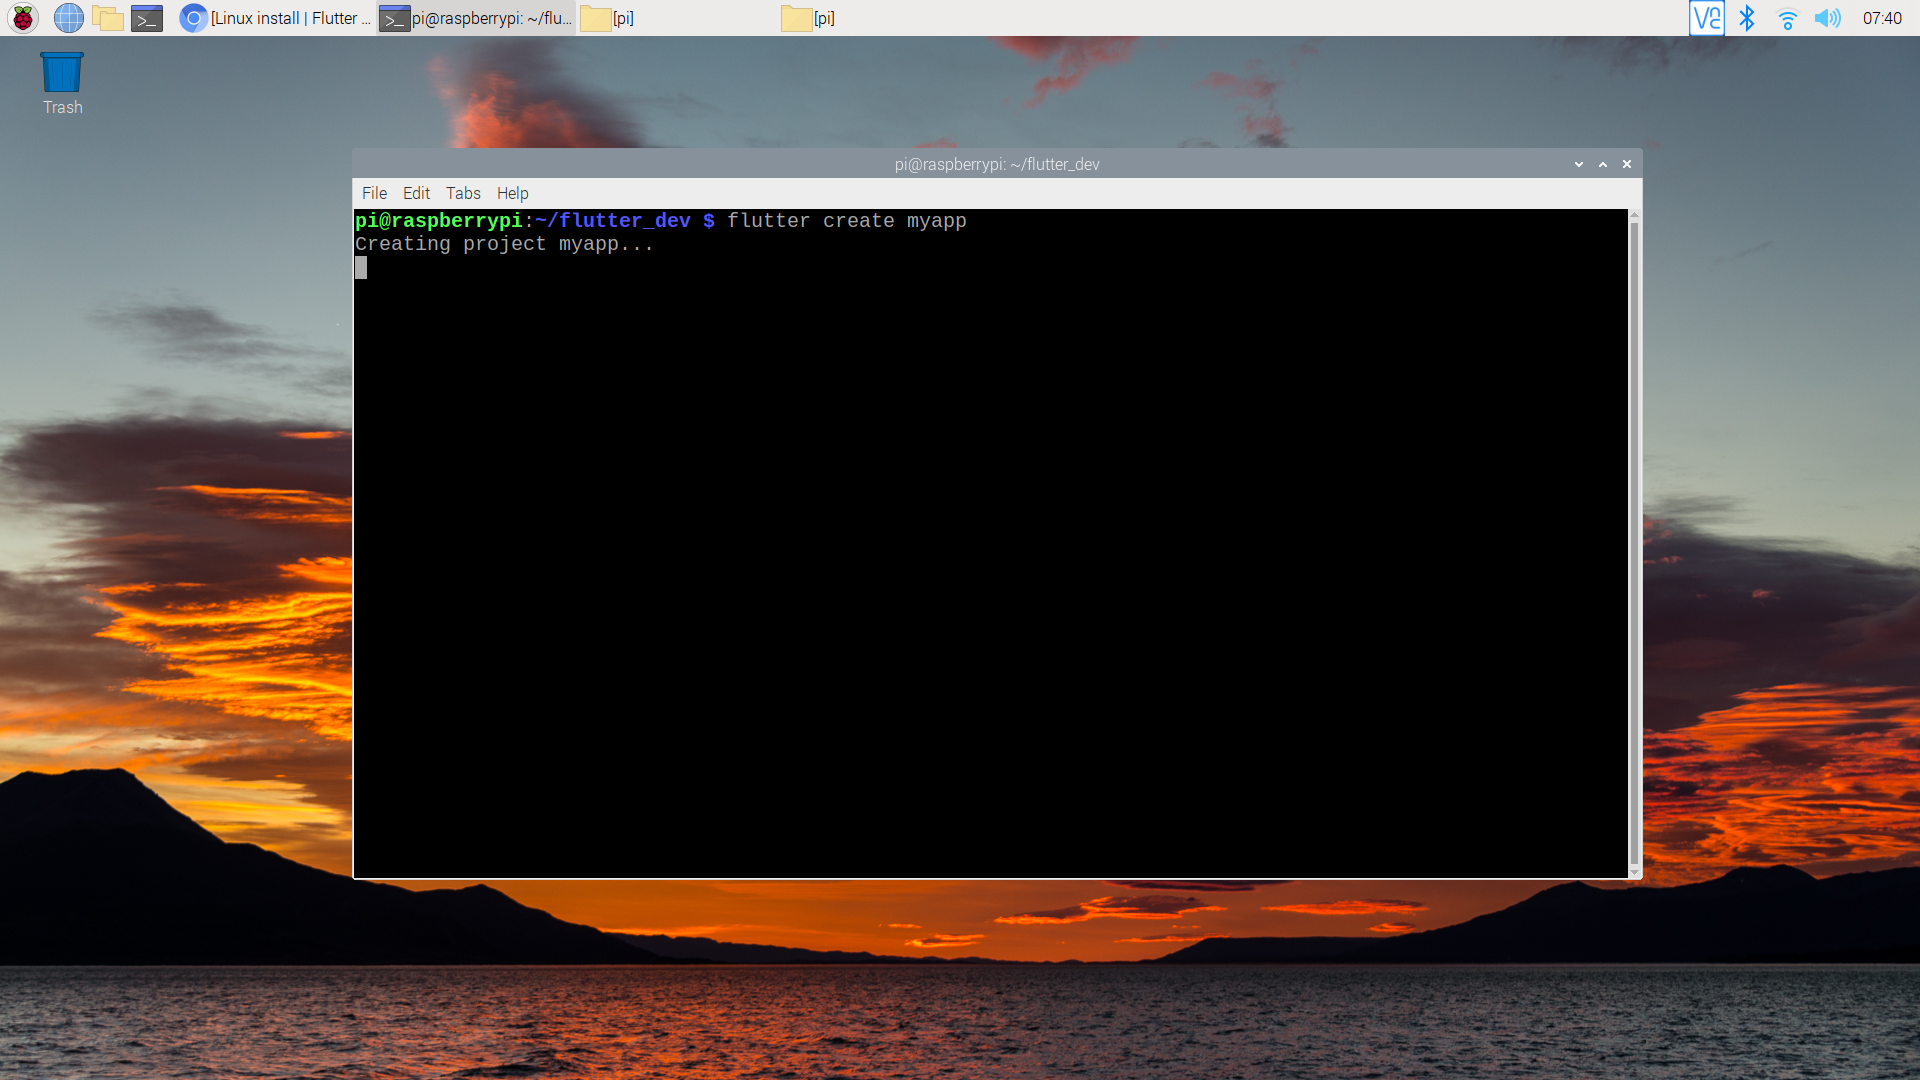 [Linux install | Flutter ...
pi@raspberrypi: ~/flu...
[pi]
[pi]
07:40
Trash
pi@raspberrypi: ~/flutter_dev
File Edit Tabs Help
pi@raspberrypi:~/flutter_dev $ flutter create myapp
Creating project myapp...